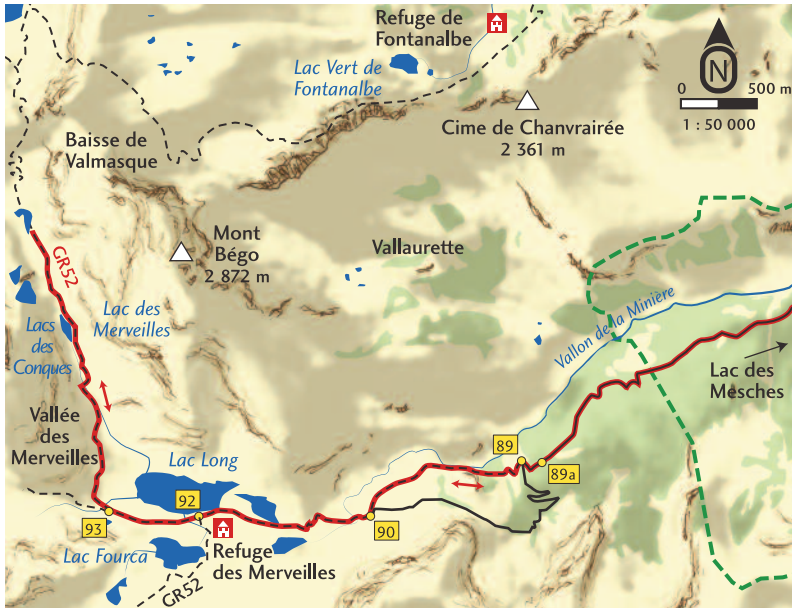 Refuge de
Fontanalbe
Lac Vert de
Fontanalbe
N
0 500 m
1 : 50 000
Cime de Chanvrairée
2 361 m
Baisse de
Valmasque
Mont
Bégo
2 872 m
Vallaurette
GR52
Lac des
Merveilles
Lacs
des
Conques
Vallon de la Minière
Lac des
Mesches
Vallée
des
Merveilles
89
89a
Lac Long
92
93
90
Lac Fourca
Refuge
des Merveilles
GR52